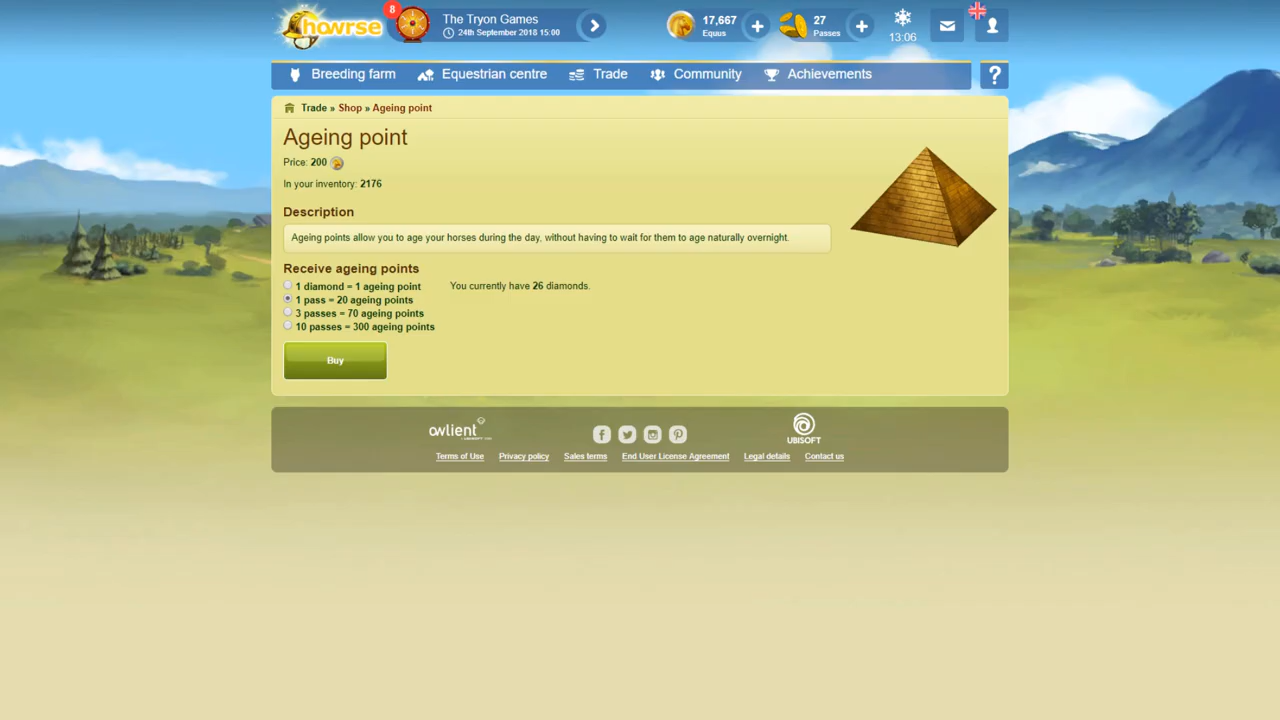 howrse
8
The Tryon Games
24th September 2018 15:00
17,667
Equus
27
Passes
13:06
Breeding farm
Equestrian centre
Trade
Community
Achievements
?
Trade » Shop » Ageing point
Ageing point
Price: 200
In your inventory: 2176
Description
Ageing points allow you to age your horses during the day, without having to wait for them to age naturally overnight.
Receive ageing points
1 diamond = 1 ageing point
You currently have 26 diamonds.
1 pass = 20 ageing points
3 passes = 70 ageing points
10 passes = 300 ageing points
Buy
owlient
UBISOFT
Terms of Use
Privacy policy
Sales terms
End User License Agreement
Legal details
Contact us